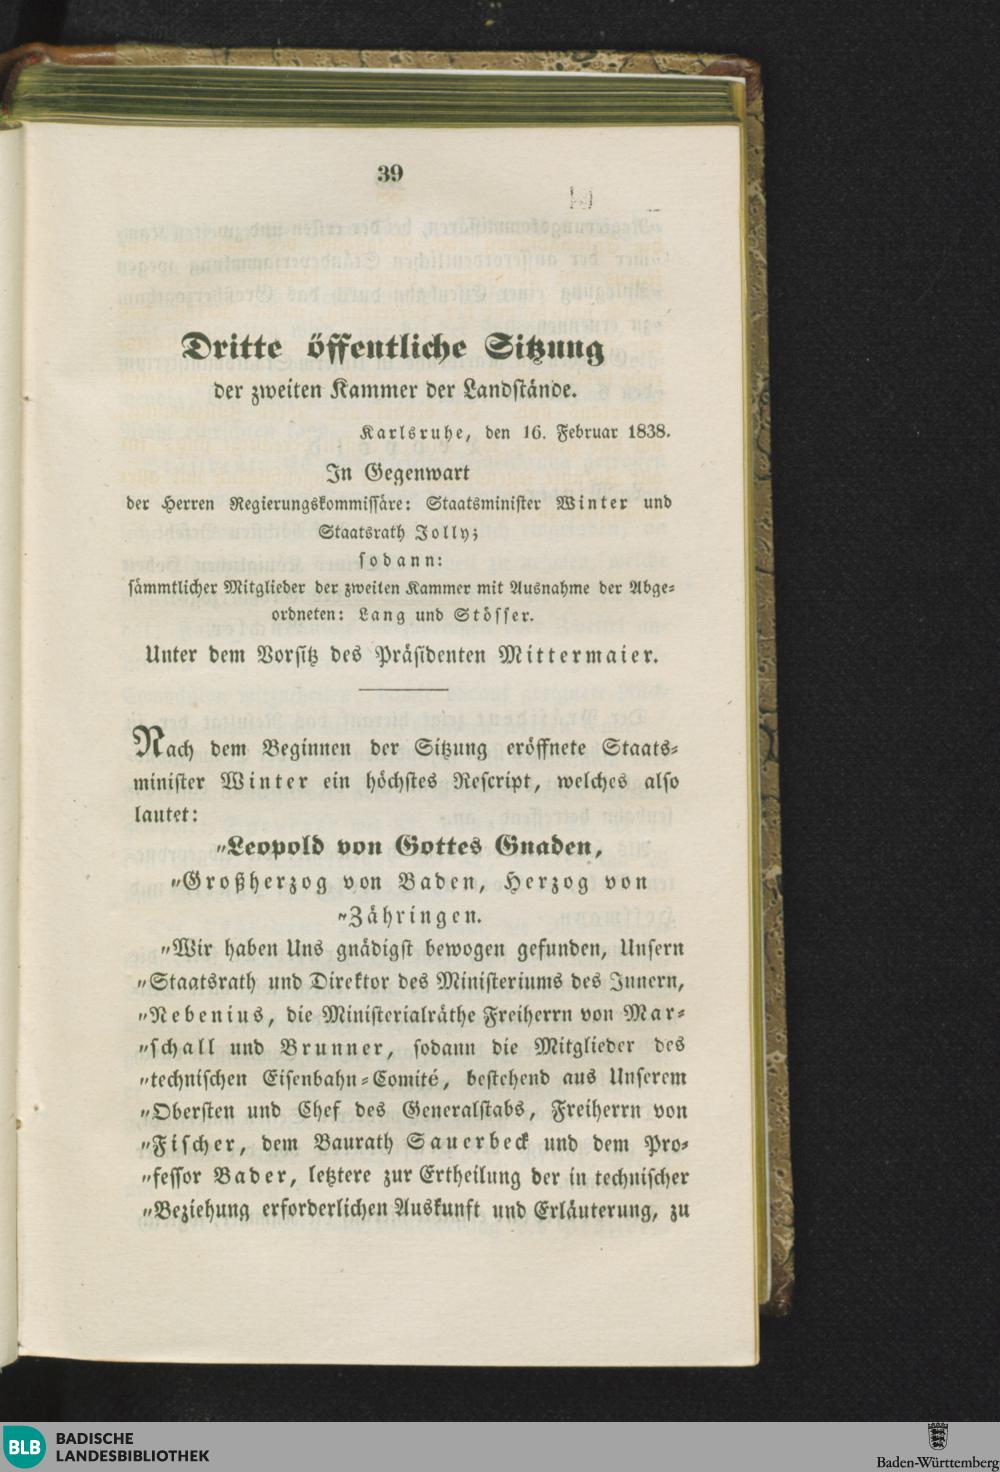 39
Dritte öffentliche Sitzung
der zweiten Kammer der Landstände.
Karlsruhe, den 16. Februar 1838.
In Gegenwart
der Herren Regierungskommissäre: Staatsminister Winter und
Staatsrath Jolly;
sodann:
sämmtlicher Mitglieder der zweiten Kammer mit Ausnahme der Abge-
ordneten: Lang und Stösser.
Unter dem Vorsitz des Präsidenten Mittermaier.
Nach dem Beginnen der Sitzung eröffnete Staats-
minister Winter ein höchstes Rescript, welches also
lautet:
„Leopold von Gottes Gnaden,
„Großherzog von Baden, Herzog von
„Zähringen.
„Wir haben Uns gnädigst bewogen gefunden, Unsern
„Staatsrath und Direktor des Ministeriums des Innern,
„Nebenius, die Ministerialräthe Freiherrn von Mar-
„schall und Brunner, sodann die Mitglieder des
„technischen Eisenbahn-Comité, bestehend aus Unserem
„Obersten und Chef des Generalstabs, Freiherrn von
„Fischer, dem Baurath Sauerbeck und dem Pro-
„fessor Bader, letztere zur Ertheilung der in technischer
„Beziehung erforderlichen Auskunft und Erläuterung, zu
BLB BADISCHE
LANDESBIBLIOTHEK
Baden-Württemberg